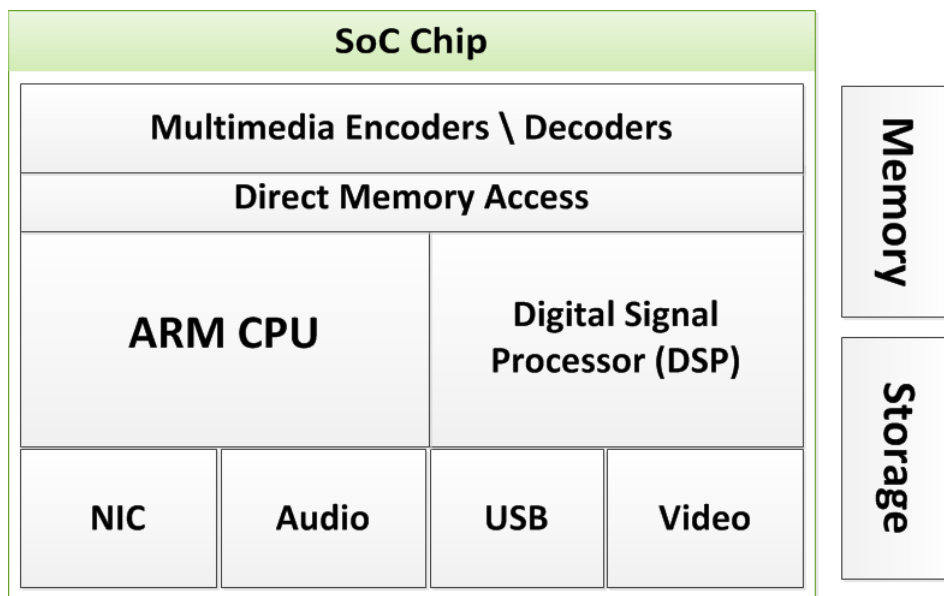 SoC Chip
Multimedia Encoders \ Decoders
Direct Memory Access
ARM CPU
Digital Signal
Processor (DSP)
NIC
Audio
USB
Video
Memory
Storage